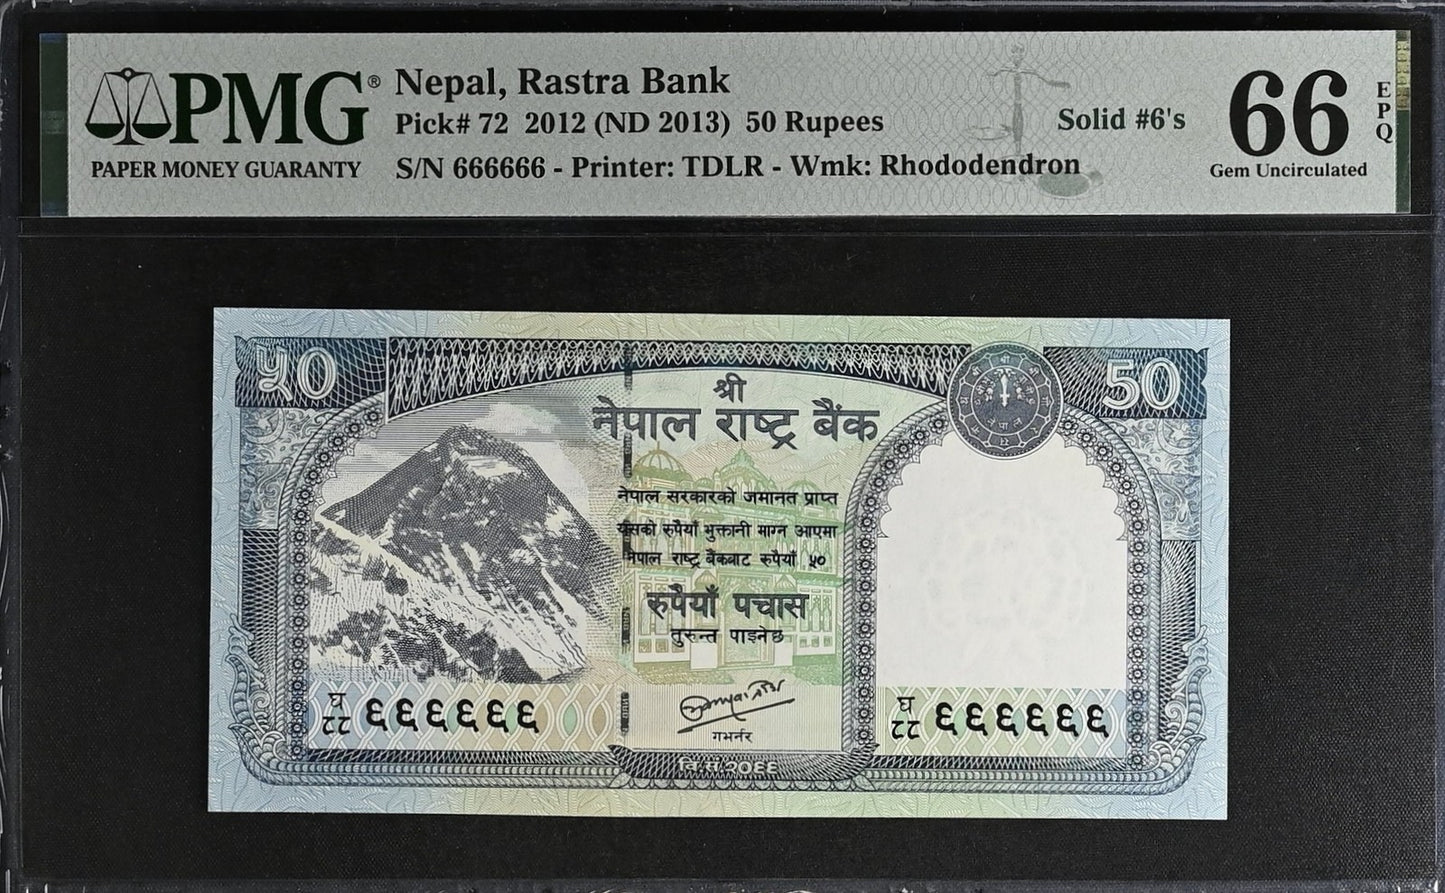 PMG®
PAPER MONEY GUARANTY
Nepal, Rastra Bank
Pick# 72 2012 (ND 2013) 50 Rupees
S/N 666666 - Printer: TDLR - Wmk: Rhododendron
Solid #6's
66
EPQ
Gem Uncirculated
५0
50
श्री
नेपाल राष्ट्र बैंक
नेपाल सरकारको जमानत प्राप्त
यसको रुपैयाँ भुक्तानी माग्न आएमा
नेपाल राष्ट्र बैंकबाट रुपैयाँ ५०
रुपैयाँ पचास
तुरुन्त पाइनेछ
गभर्नर
घ
८८ ६६६६६६
घ
८८ ६६६६६६
वि.सं.२०६६